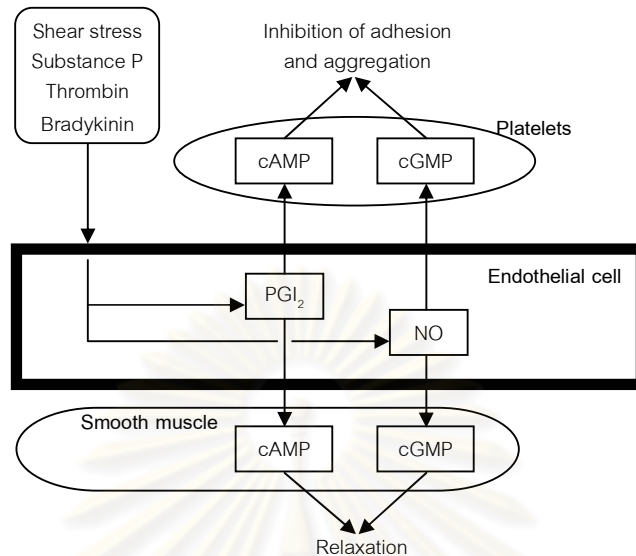 Shear stress
Substance P
Thrombin
Bradykinin
Inhibition of adhesion
and aggregation
Platelets
cAMP
cGMP
Endothelial cell
PGI₂
NO
Smooth muscle
cAMP
cGMP
Relaxation